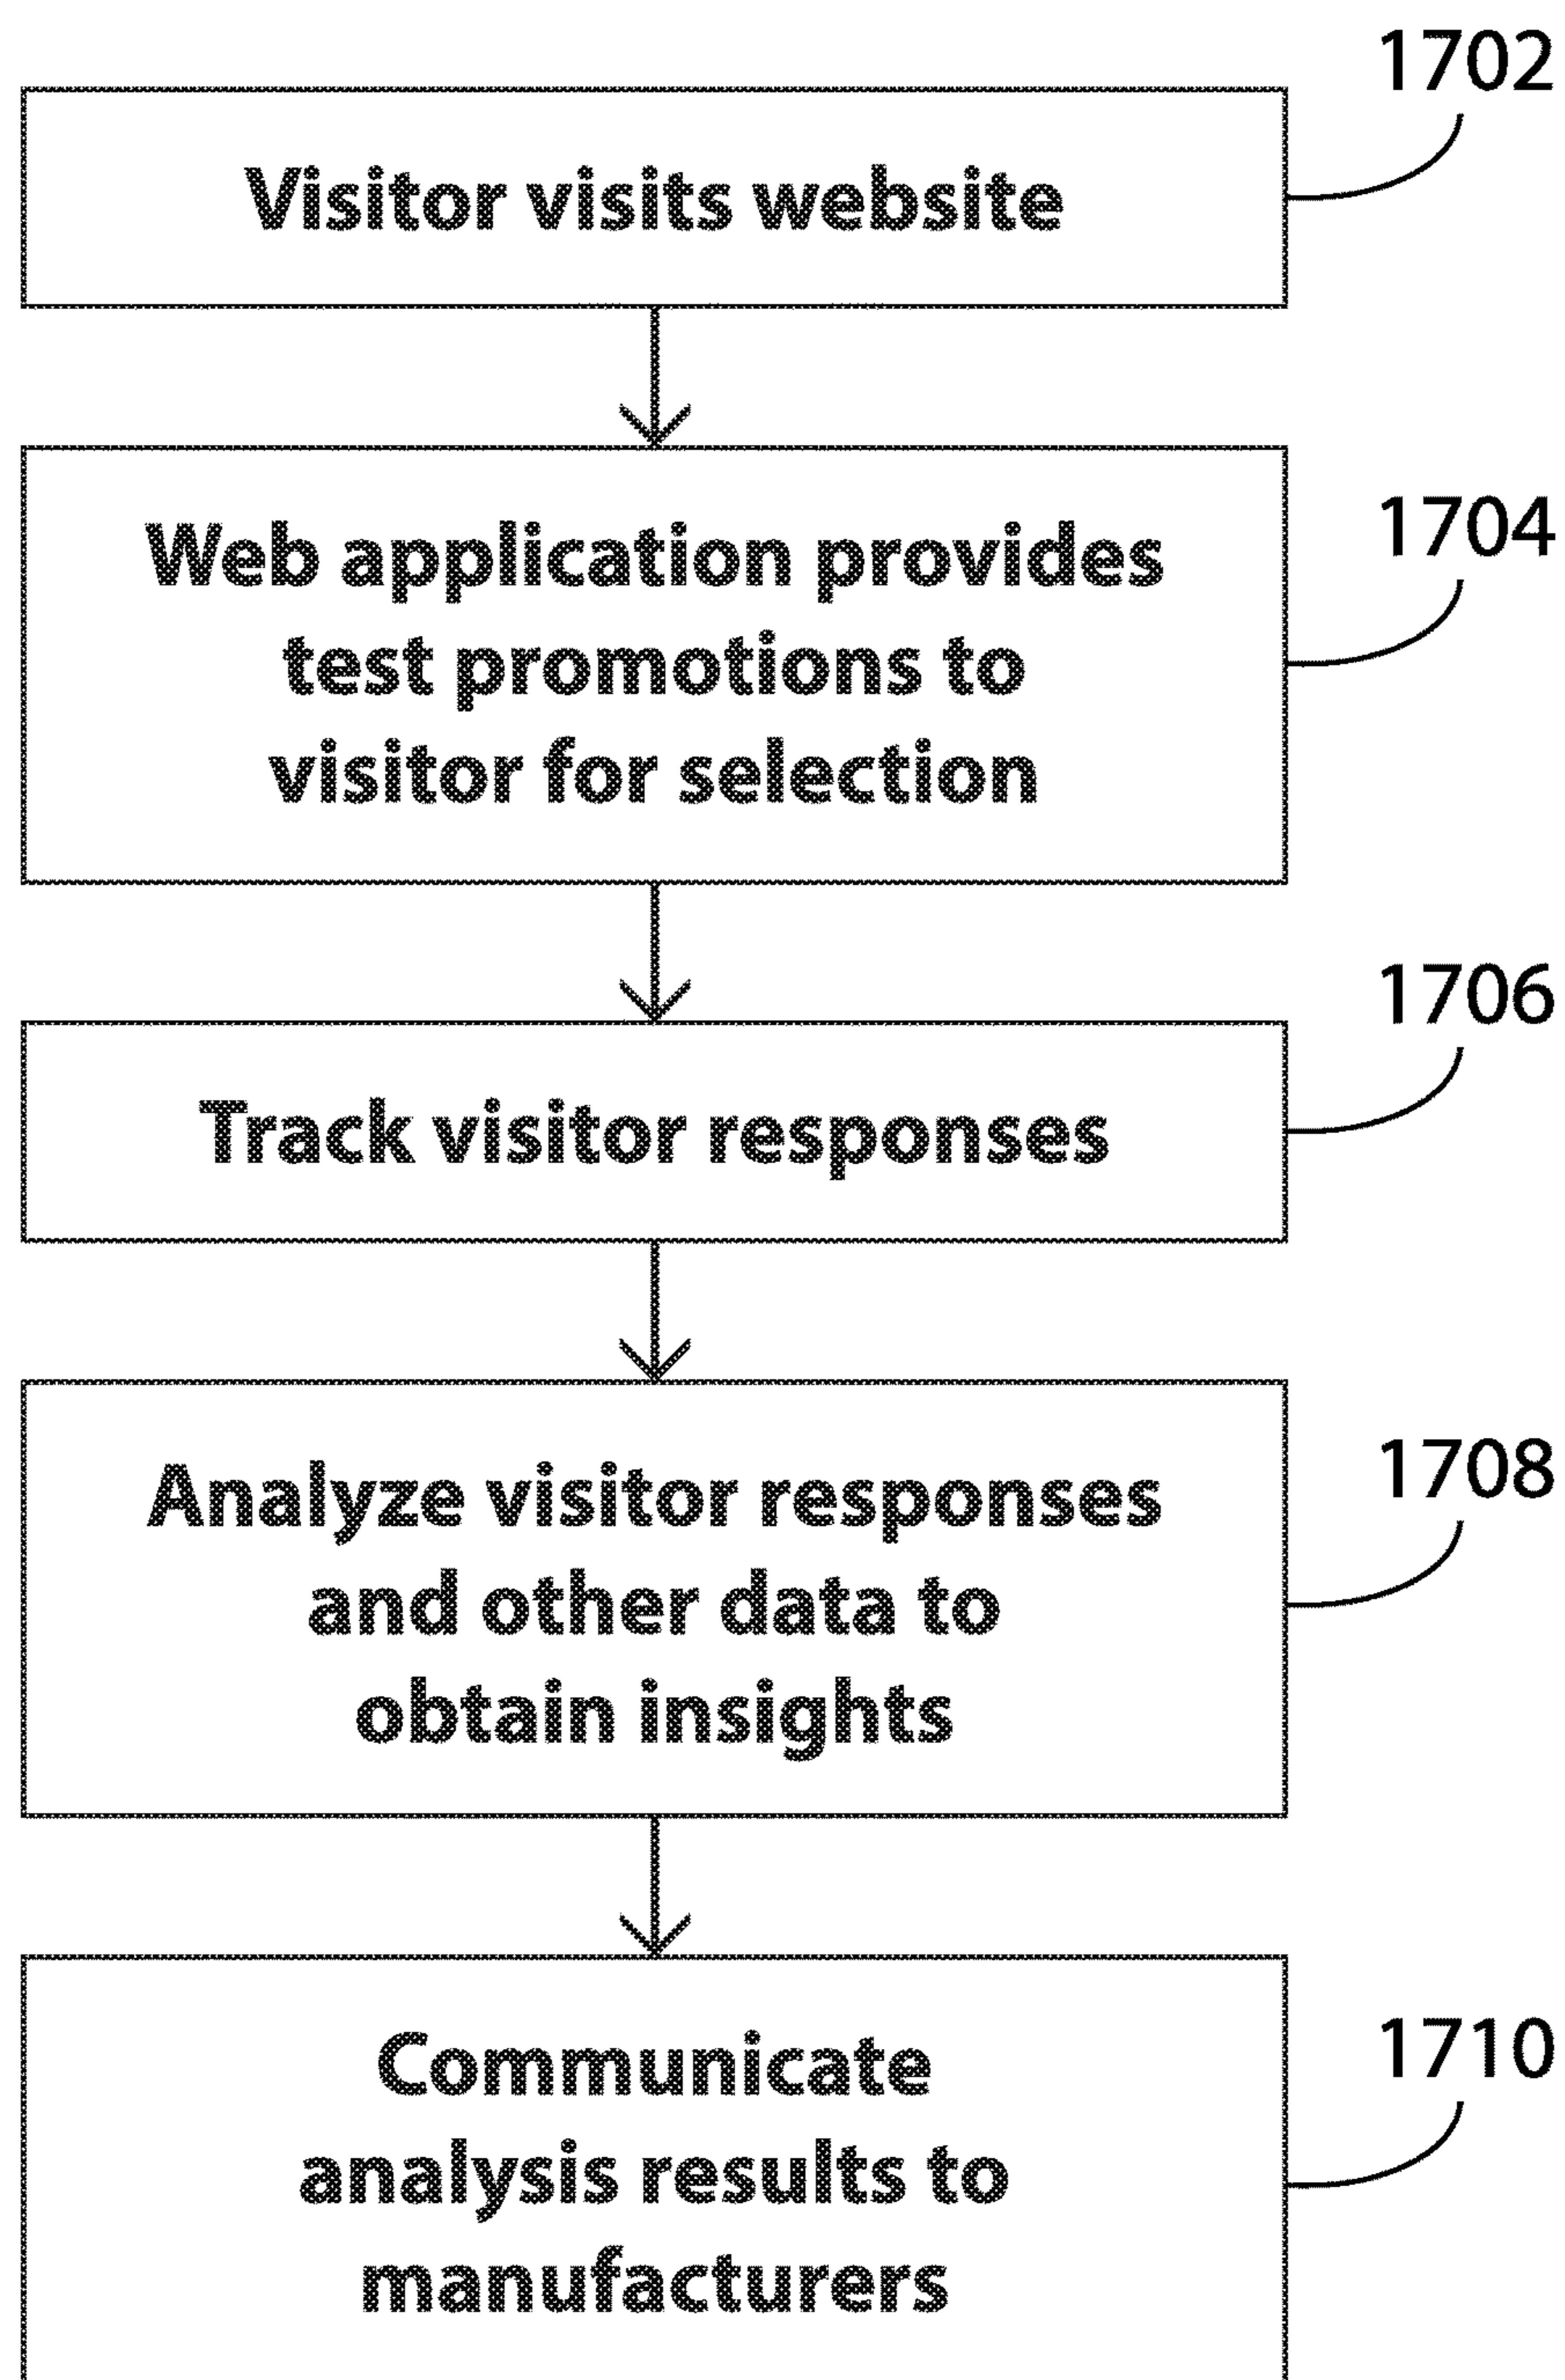 1702
Visitor visits website
1704
Web application provides
test promotions to
visitor for selection
1706
Track visitor responses
1708
Analyze visitor responses
and other data to
obtain insights
1710
Communicate
analysis results to
manufacturers